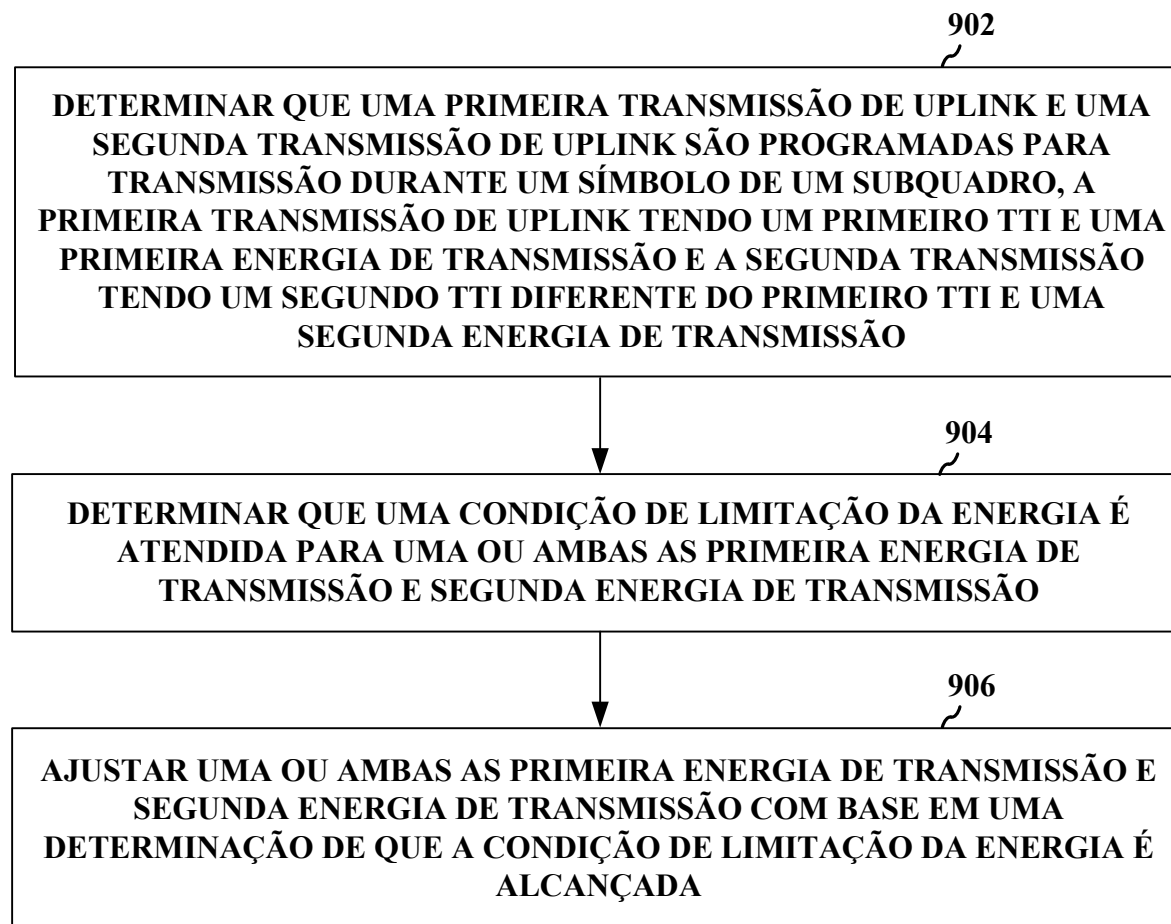 902
DETERMINAR QUE UMA PRIMEIRA TRANSMISSÃO DE UPLINK E UMA
SEGUNDA TRANSMISSÃO DE UPLINK SÃO PROGRAMADAS PARA
TRANSMISSÃO DURANTE UM SÍMBOLO DE UM SUBQUADRO, A
PRIMEIRA TRANSMISSÃO DE UPLINK TENDO UM PRIMEIRO TTI E UMA
PRIMEIRA ENERGIA DE TRANSMISSÃO E A SEGUNDA TRANSMISSÃO
TENDO UM SEGUNDO TTI DIFERENTE DO PRIMEIRO TTI E UMA
SEGUNDA ENERGIA DE TRANSMISSÃO
904
DETERMINAR QUE UMA CONDIÇÃO DE LIMITAÇÃO DA ENERGIA É
ATENDIDA PARA UMA OU AMBAS AS PRIMEIRA ENERGIA DE
TRANSMISSÃO E SEGUNDA ENERGIA DE TRANSMISSÃO
906
AJUSTAR UMA OU AMBAS AS PRIMEIRA ENERGIA DE TRANSMISSÃO E
SEGUNDA ENERGIA DE TRANSMISSÃO COM BASE EM UMA
DETERMINAÇÃO DE QUE A CONDIÇÃO DE LIMITAÇÃO DA ENERGIA É
ALCANÇADA